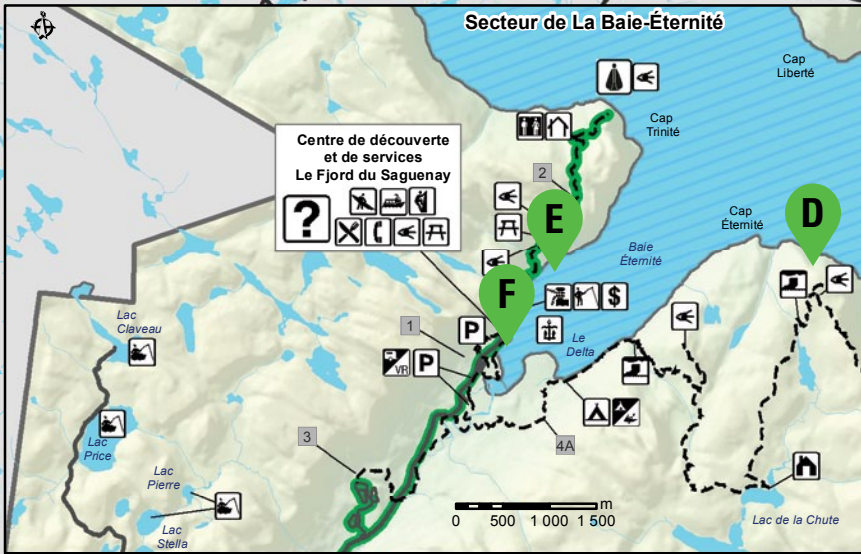 Secteur de La Baie-Éternité
Cap
Liberté
Cap
Trinité
Centre de découverte
et de services
Le Fjord du Saguenay
?
2
E
D
Cap
Éternité
Baie
Éternité
F
$
Lac
Claveau
1
P
VR
P
Le
Delta
Lac
Price
3
4A
Lac
Pierre
Lac
Stella
m
0 500 1 000 1 500
Lac de la Chute